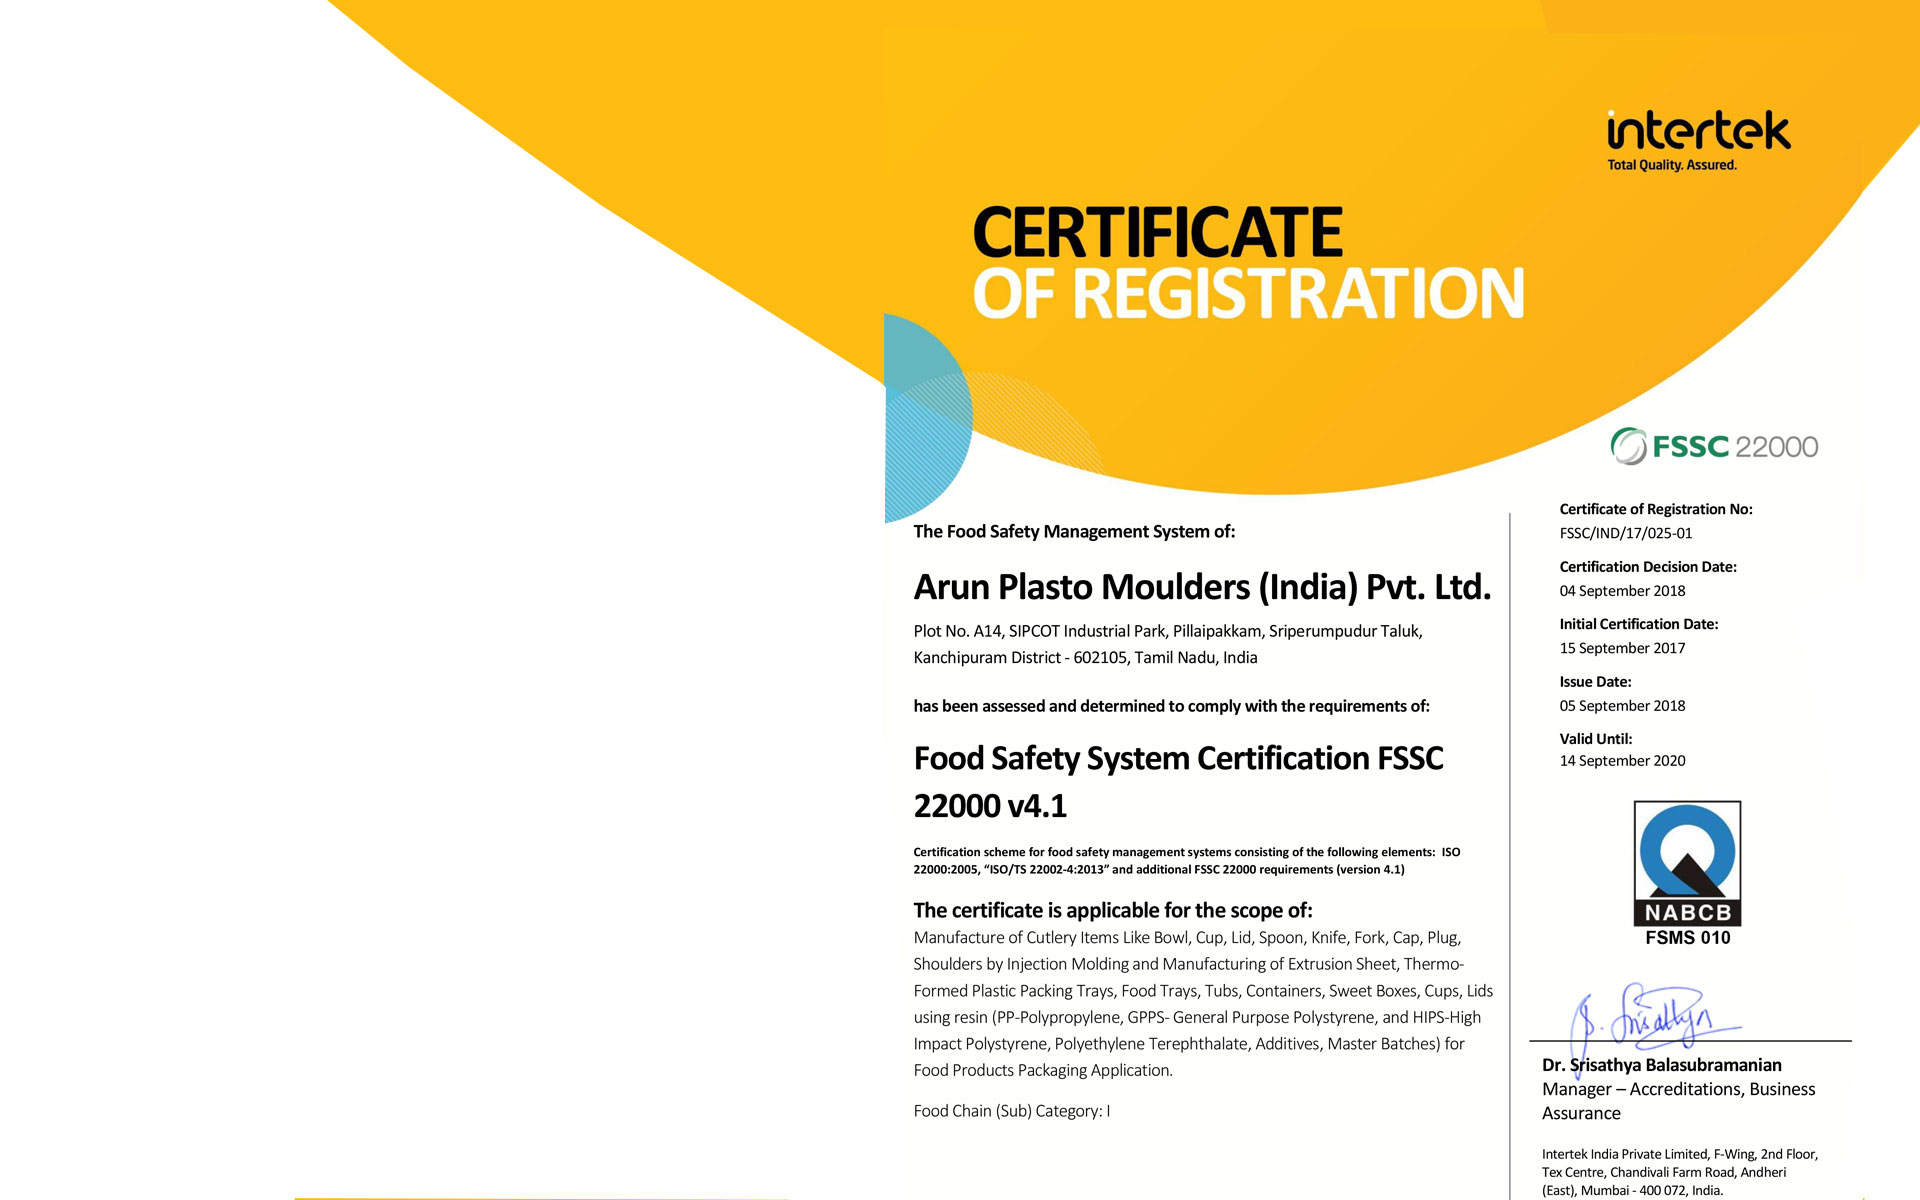 intertek
Total Quality. Assured.
CERTIFICATE
OF REGISTRATION
FSSC 22000
The Food Safety Management System of:
Arun Plasto Moulders (India) Pvt. Ltd.
Plot No. A14, SIPCOT Industrial Park, Pillaipakkam, Sriperumpudur Taluk,
Kanchipuram District - 602105, Tamil Nadu, India
has been assessed and determined to comply with the requirements of:
Food Safety System Certification FSSC
22000 v4.1
Certification scheme for food safety management systems consisting of the following elements: ISO
22000:2005, “ISO/TS 22002-4:2013” and additional FSSC 22000 requirements (version 4.1)
The certificate is applicable for the scope of:
Manufacture of Cutlery Items Like Bowl, Cup, Lid, Spoon, Knife, Fork, Cap, Plug,
Shoulders by Injection Molding and Manufacturing of Extrusion Sheet, Thermo-
Formed Plastic Packing Trays, Food Trays, Tubs, Containers, Sweet Boxes, Cups, Lids
using resin (PP-Polypropylene, GPPS- General Purpose Polystyrene, and HIPS-High
Impact Polystyrene, Polyethylene Terephthalate, Additives, Master Batches) for
Food Products Packaging Application.
Food Chain (Sub) Category: I
Certificate of Registration No:
FSSC/IND/17/025-01
Certification Decision Date:
04 September 2018
Initial Certification Date:
15 September 2017
Issue Date:
05 September 2018
Valid Until:
14 September 2020
NABCB
FSMS 010
S. Srisathya
Dr. Srisathya Balasubramanian
Manager – Accreditations, Business
Assurance
Intertek India Private Limited, F-Wing, 2nd Floor,
Tex Centre, Chandivali Farm Road, Andheri
(East), Mumbai - 400 072, India.